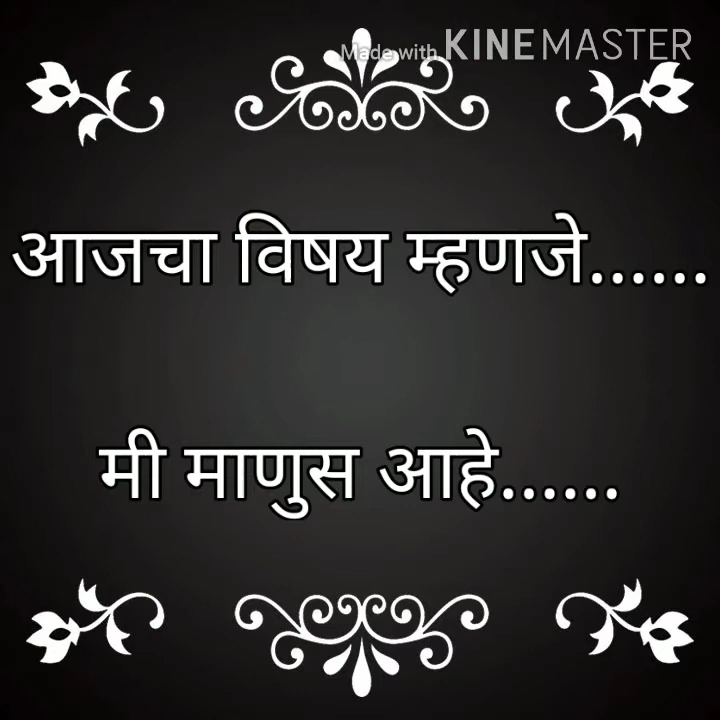 Made with KINEMASTER
आजचा विषय म्हणजे......
मी माणुस आहे......